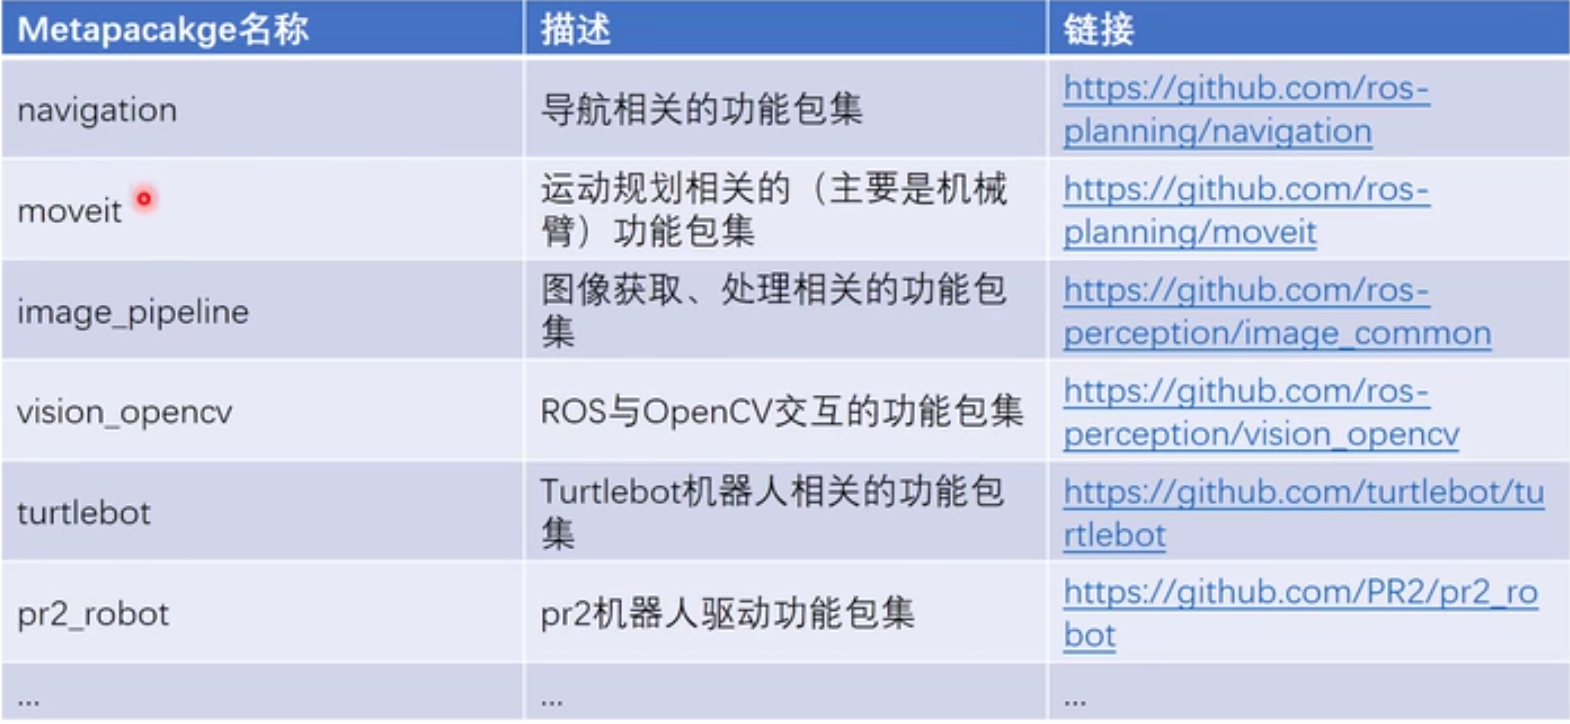 Metapacakge名称 描述 链接
navigation 导航相关的功能包集 https://github.com/ros-
planning/navigation
moveit 运动规划相关的（主要是机械 https://github.com/ros-
臂）功能包集 planning/moveit
image_pipeline 图像获取、处理相关的功能包 https://github.com/ros-
集 perception/image_common
vision_opencv ROS与OpenCV交互的功能包集 https://github.com/ros-
perception/vision_opencv
turtlebot Turtlebot机器人相关的功能包 https://github.com/turtlebot/tu
集 rtlebot
pr2_robot pr2机器人驱动功能包集 https://github.com/PR2/pr2_ro
bot
... ... ...